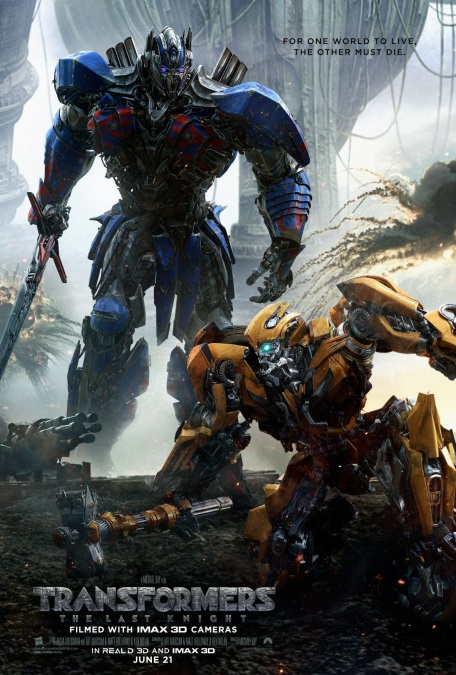 FOR ONE WORLD TO LIVE,
THE OTHER MUST DIE.
TRANSFORMERS
THE LAST KNIGHT
FILMED WITH IMAX 3D CAMERAS
IN REAL D 3D AND IMAX 3D
JUNE 21